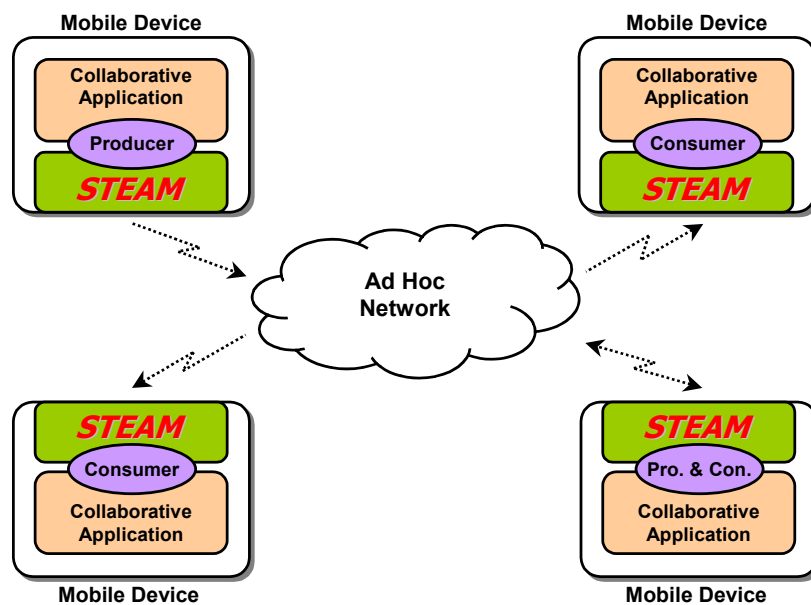 Mobile Device
Collaborative
Application
Producer
STEAM
Mobile Device
Collaborative
Application
Consumer
STEAM
Ad Hoc
Network
STEAM
Consumer
Collaborative
Application
Mobile Device
STEAM
Pro. & Con.
Collaborative
Application
Mobile Device